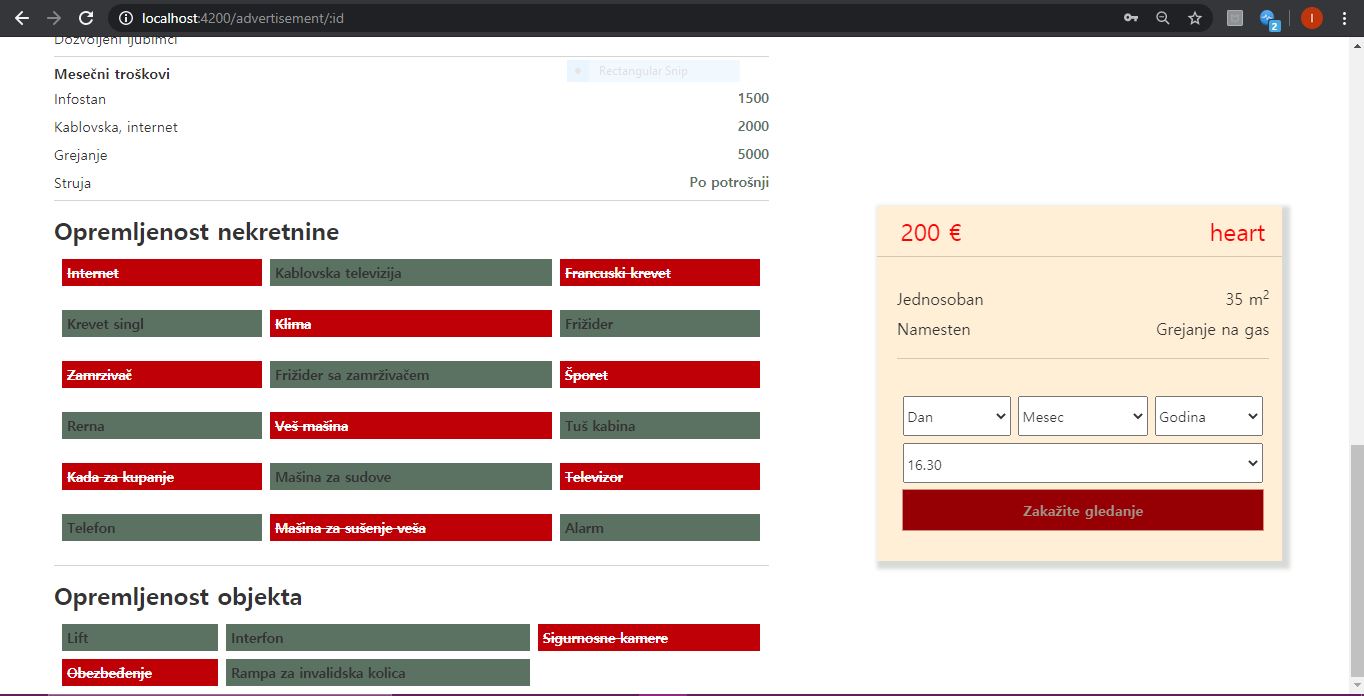 localhost:4200/advertisement/:id
2
I
Dozvoljeni ljubimci
Mesečni troškovi
Rectangular Snip
Infostan 1500
Kablovska, internet 2000
Grejanje 5000
Struja Po potrošnji
Opremljenost nekretnine
Internet Kablovska televizija Francuski krevet
Krevet singl Klima Frižider
Zamrzivač Frižider sa zamrživačem Šporet
Rerna Veš mašina Tuš kabina
Kada za kupanje Mašina za sudove Televizor
Telefon Mašina za sušenje veša Alarm
Opremljenost objekta
Lift Interfon Sigurnosne kamere
Obezbeđenje Rampa za invalidska kolica
200 € heart
Jednosoban 35 m²
Namesten Grejanje na gas
Dan Mesec Godina
16.30
Zakažite gledanje